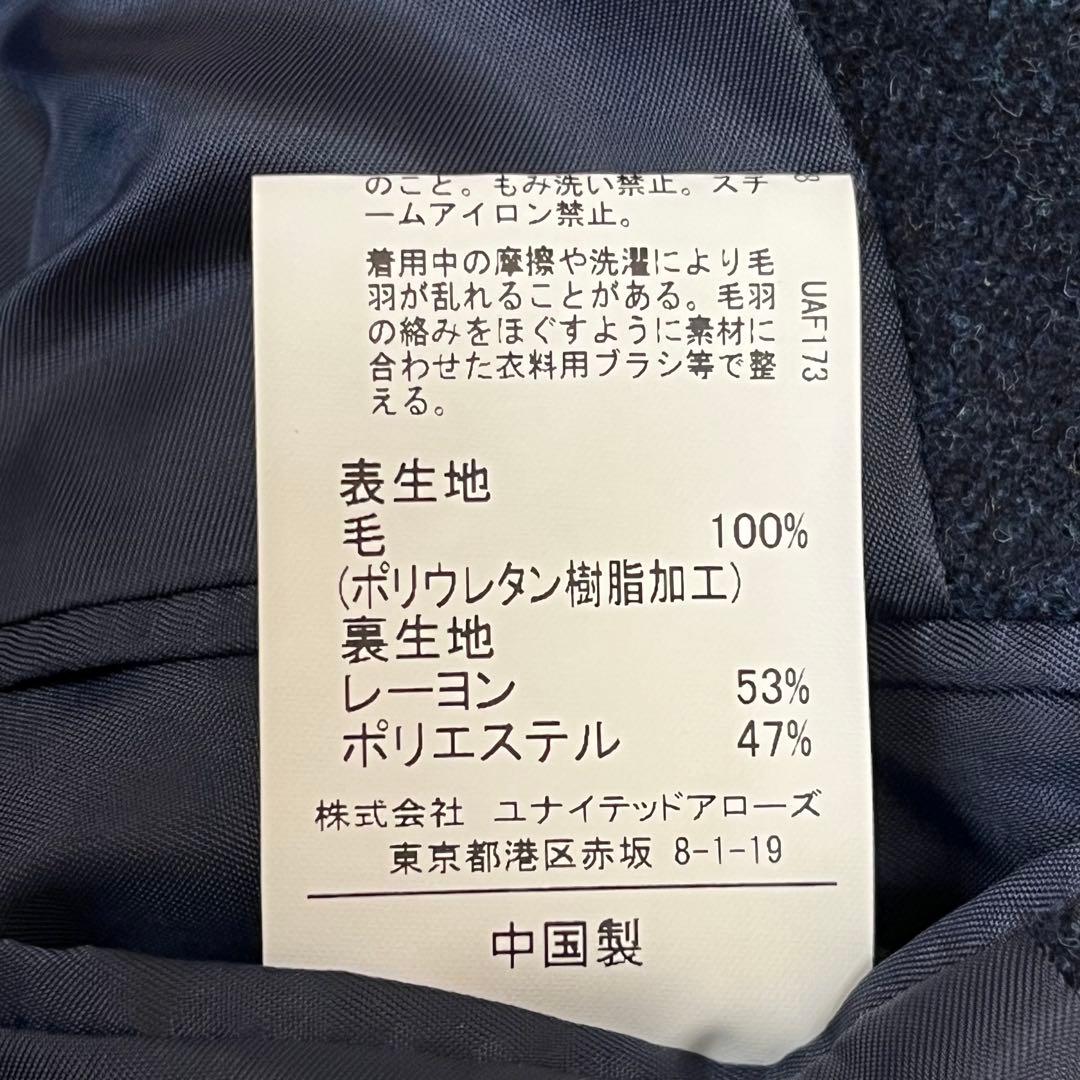 のこと。もみ洗い禁止。スチ
ームアイロン禁止。
着用中の摩擦や洗濯により毛
羽が乱れることがある。毛羽
の絡みをほぐすように素材に
合わせた衣料用ブラシ等で整
える。
UAF173
表生地
毛 100%
(ポリウレタン樹脂加工)
裏生地
レーヨン 53%
ポリエステル 47%
株式会社 ユナイテッドアローズ
東京都港区赤坂 8-1-19
中国製